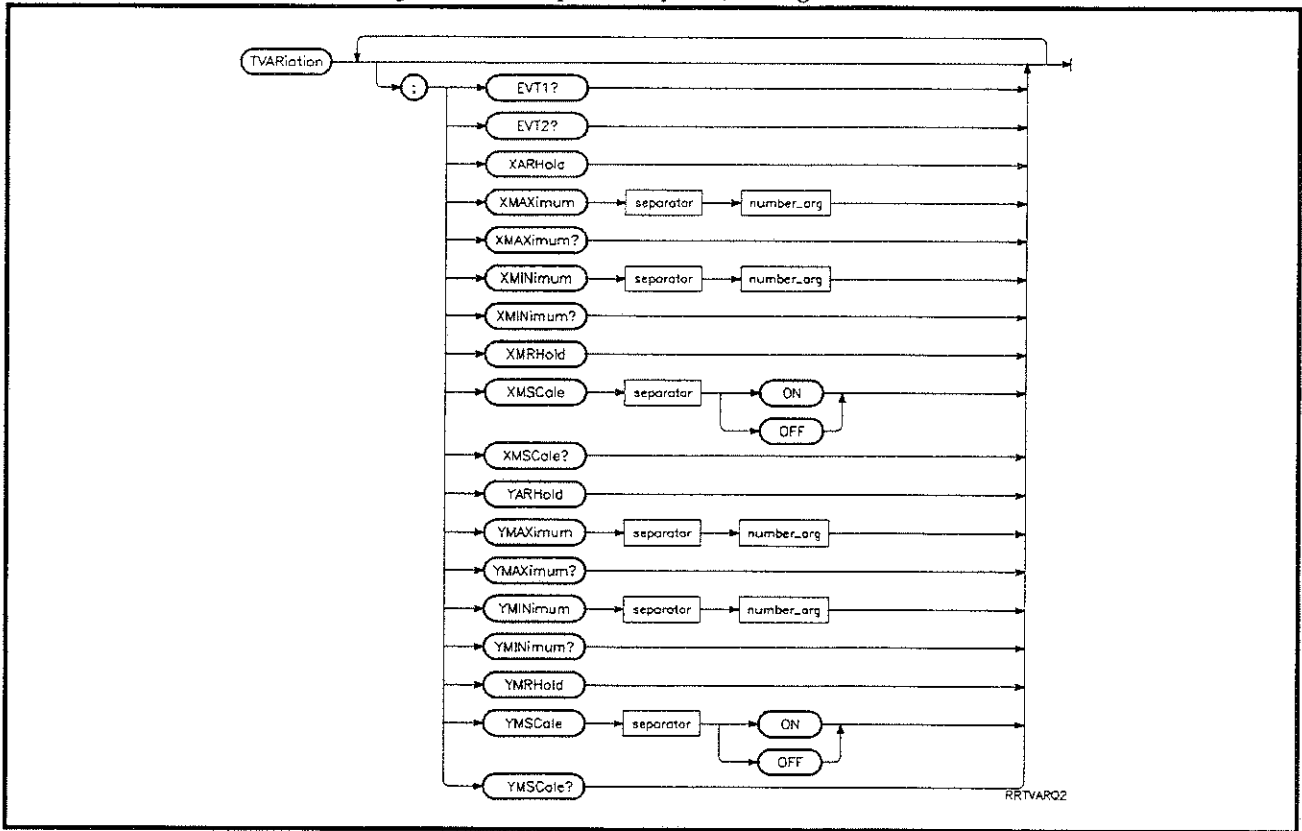 TVARiation
:
EVT1?
EVT2?
XARHold
XMAXimum separator number_arg
XMAXimum?
XMINimum separator number_arg
XMINimum?
XMRHold
XMSCale separator ON
OFF
XMSCale?
YARHold
YMAXimum separator number_arg
YMAXimum?
YMINimum separator number_arg
YMINimum?
YMRHold
YMSCale separator ON
OFF
YMSCale?
RRTVARQ2